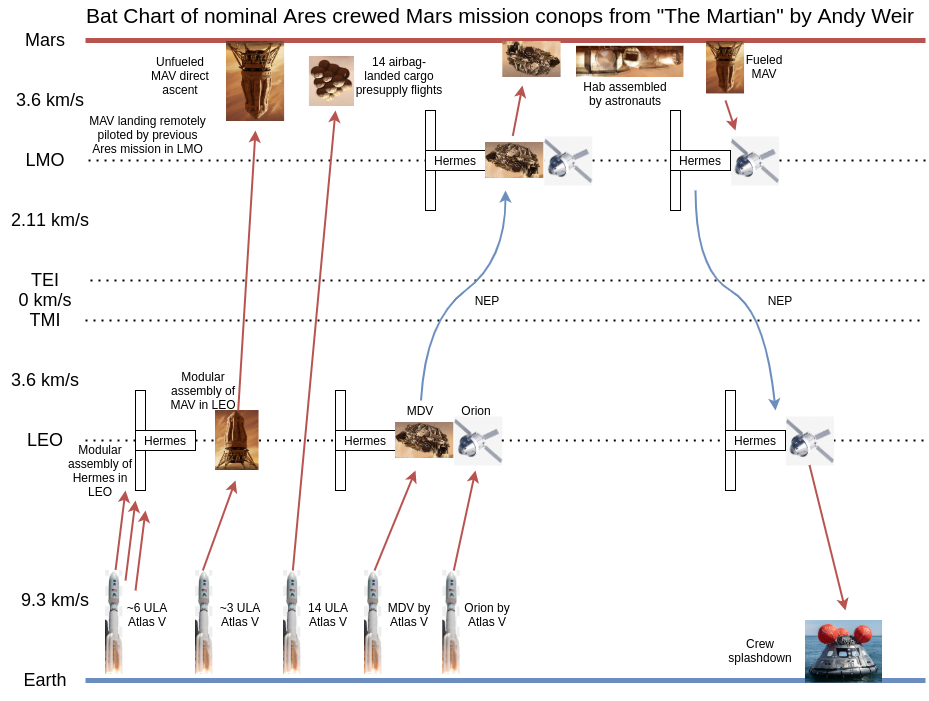 Bat Chart of nominal Ares crewed Mars mission conops from "The Martian" by Andy Weir
Mars
Unfueled
MAV direct
ascent
14 airbag-
landed cargo
presupply flights
Hab assembled
by astronauts
Fueled
MAV
3.6 km/s
MAV landing remotely
piloted by previous
Ares mission in LMO
LMO
Hermes
Hermes
2.11 km/s
TEI
0 km/s
NEP
NEP
TMI
3.6 km/s
Modular
assembly of
MAV in LEO
MDV
Orion
LEO
Hermes
Hermes
Hermes
Modular
assembly of
Hermes in
LEO
9.3 km/s
~6 ULA
Atlas V
~3 ULA
Atlas V
14 ULA
Atlas V
MDV by
Atlas V
Orion by
Atlas V
Crew
splashdown
Earth